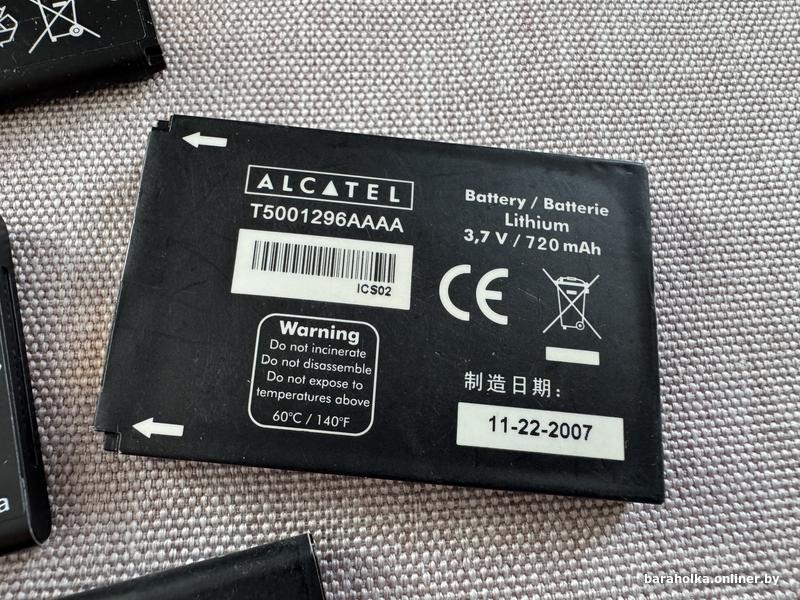 ALCATEL
T5001296AAAA
ICS02
Battery / Batterie
Lithium
3,7 V / 720 mAh
CE
Warning
Do not incinerate
Do not disassemble
Do not expose to
temperatures above
60°C / 140°F
制造日期：
11-22-2007
a
baraholka.onliner.by